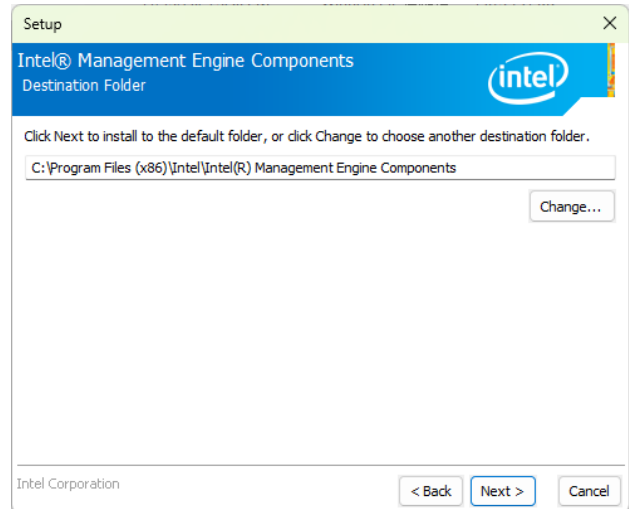 Setup
Intel® Management Engine Components
Destination Folder
intel
Click Next to install to the default folder, or click Change to choose another destination folder.
C:\Program Files (x86)\Intel\Intel(R) Management Engine Components
Change...
Intel Corporation
< Back
Next >
Cancel